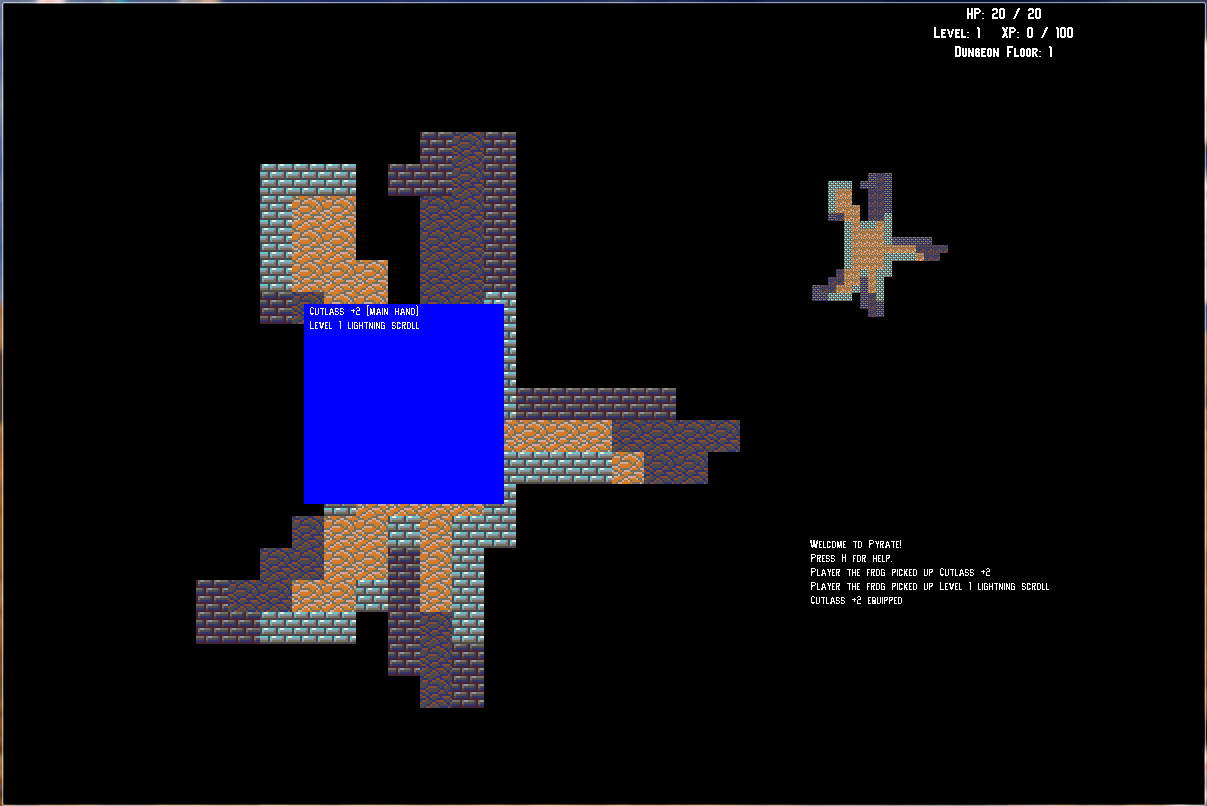 HP: 20 / 20
LEVEL: 1 XP: 0 / 100
DUNGEON FLOOR: 1
CUTLASS +2 [MAIN HAND]
LEVEL 1 LIGHTNING SCROLL
WELCOME TO PYRATE!
PRESS H FOR HELP.
PLAYER THE FROG PICKED UP CUTLASS +2
PLAYER THE FROG PICKED UP LEVEL 1 LIGHTNING SCROLL
CUTLASS +2 EQUIPPED